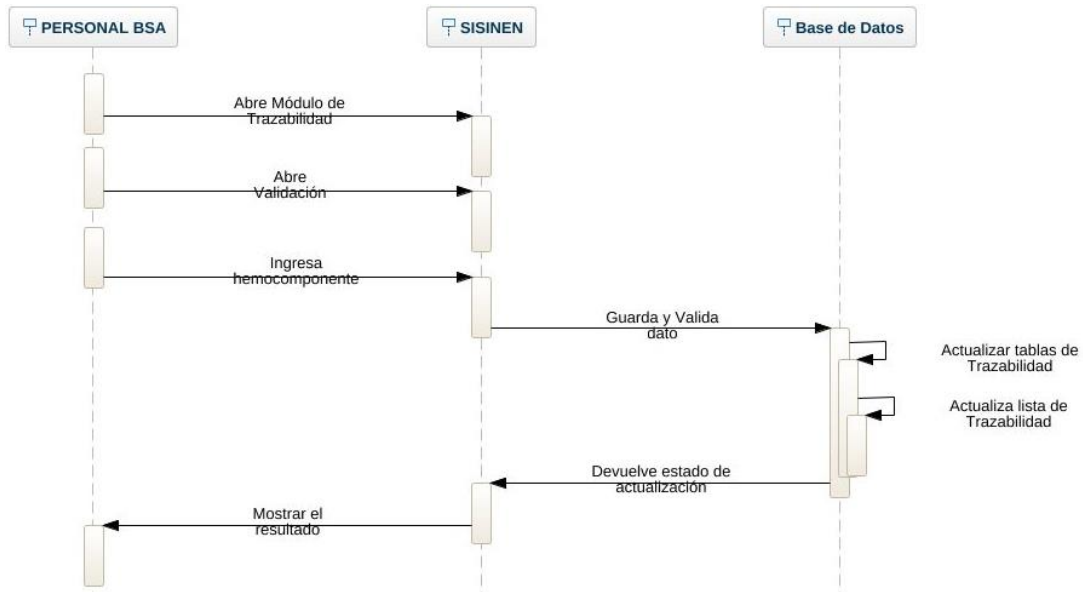 PERSONAL BSA
SISINEN
Base de Datos
Abre Módulo de
Trazabilidad
Abre
Validación
Ingresa
hemocomponente
Guarda y Valida
dato
Actualizar tablas de
Trazabilidad
Actualiza lista de
Trazabilidad
Devuelve estado de
actualización
Mostrar el
resultado